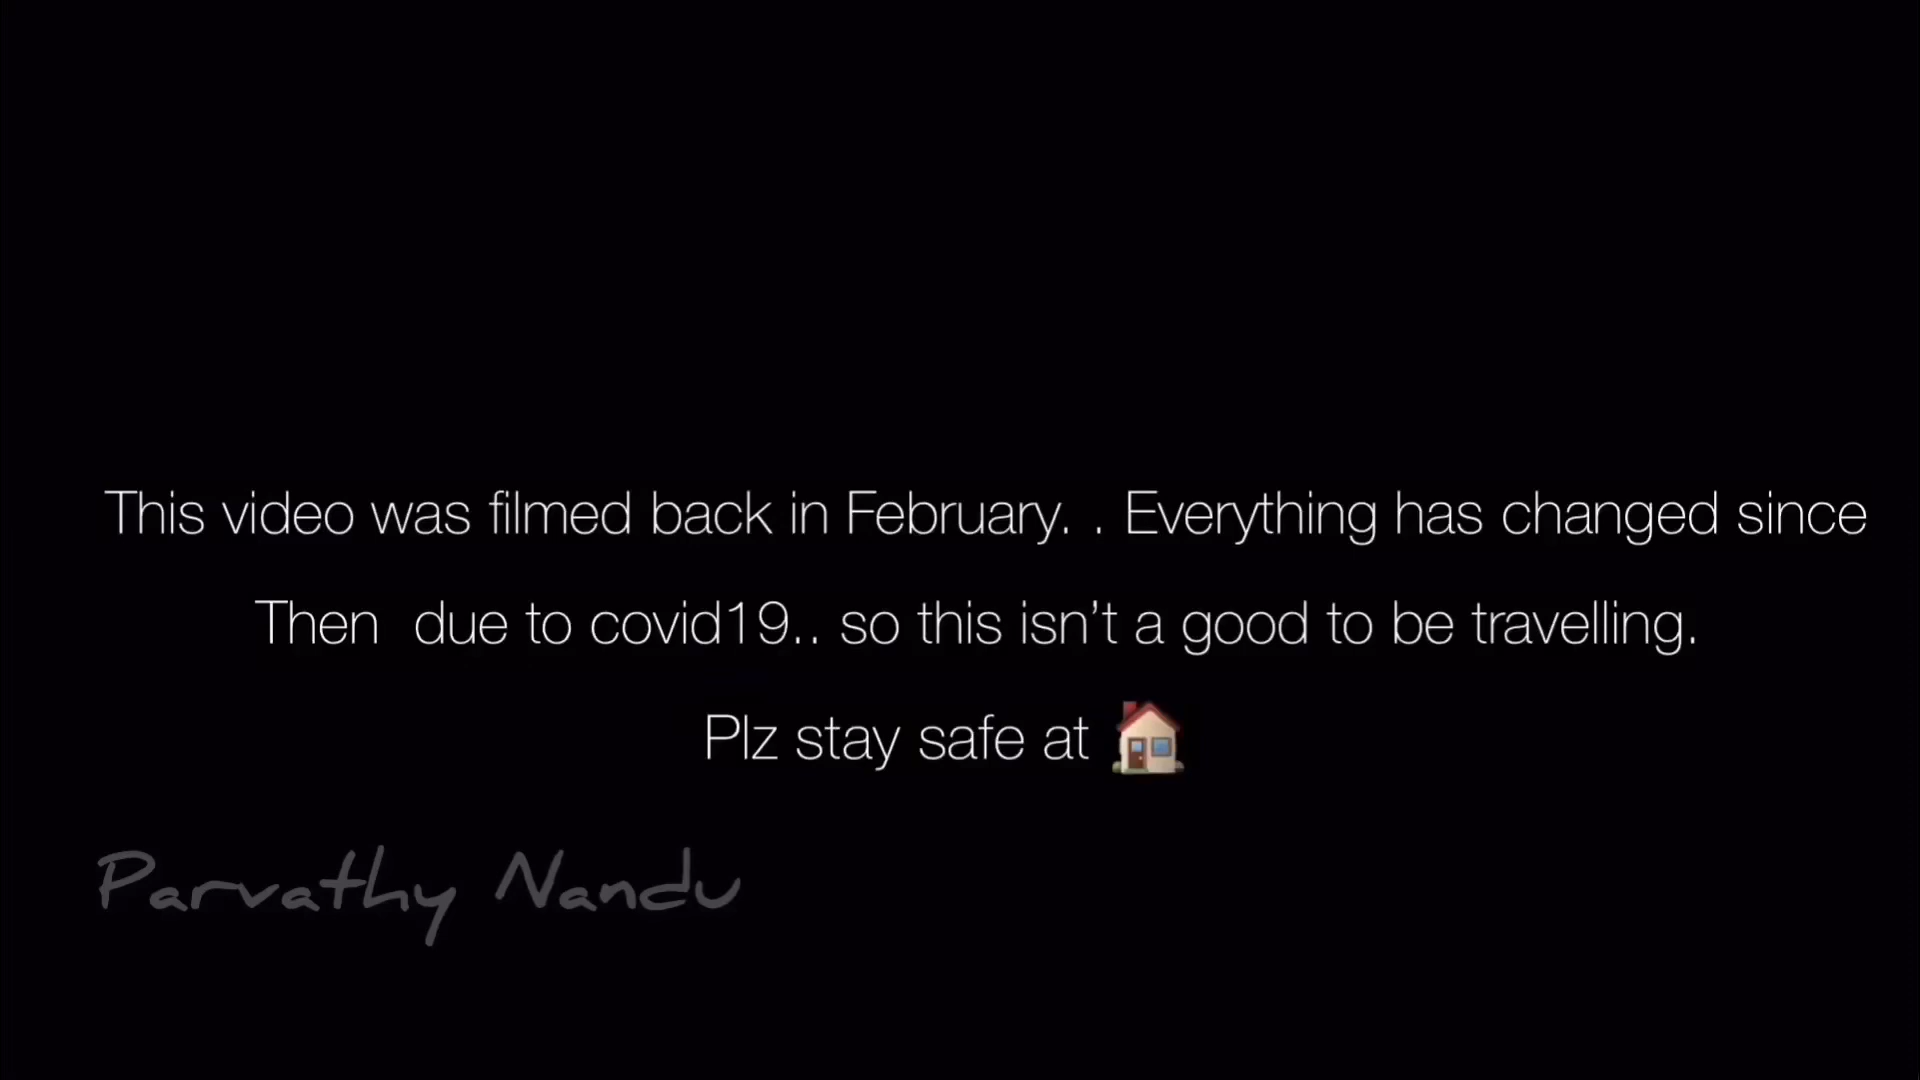 This video was filmed back in February. . Everything has changed since
Then  due to covid19.. so this isn’t a good to be travelling.
Plz stay safe at 🏠
Parvathy Nandu